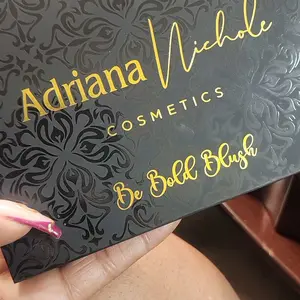 Adriana Nichole
COSMETICS
Be Bold Blush